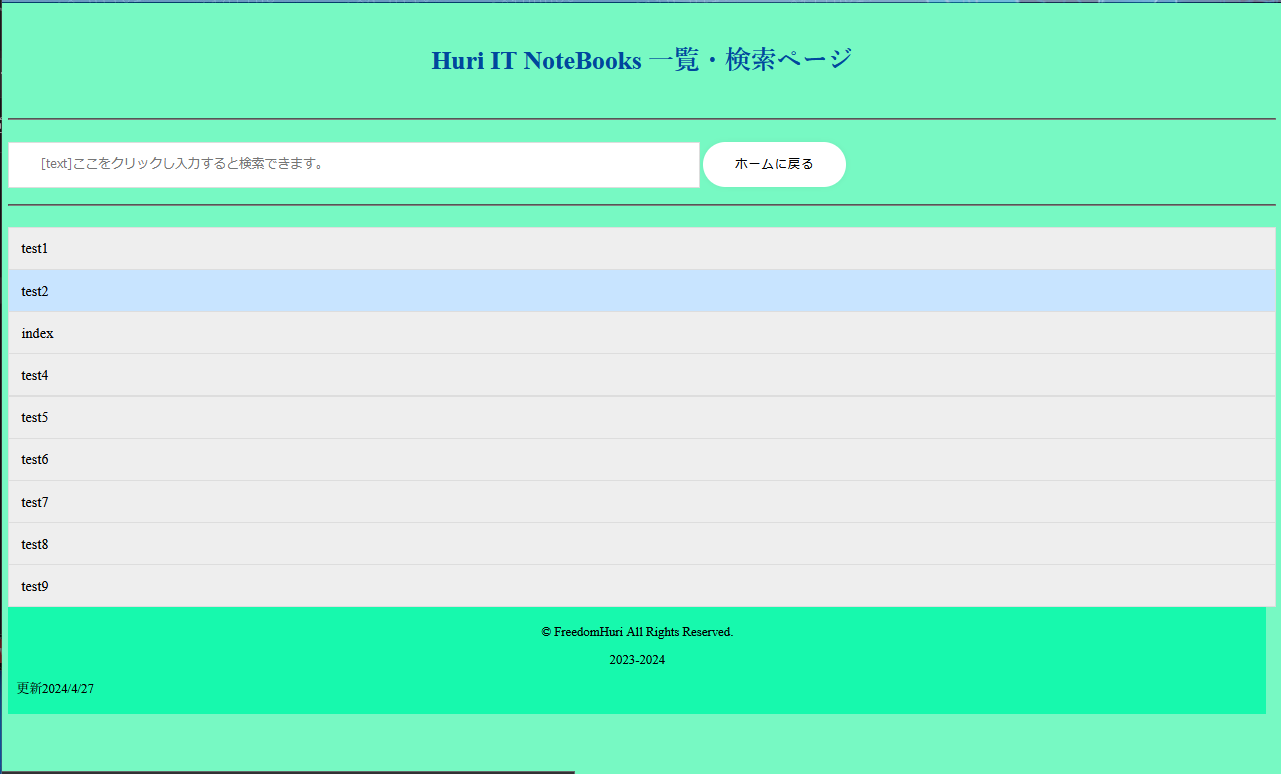 Huri IT NoteBooks 一覧・検索ページ
[text]ここをクリックし入力すると検索できます。
ホームに戻る
test1
test2
index
test4
test5
test6
test7
test8
test9
© FreedomHuri All Rights Reserved.
2023-2024
更新2024/4/27